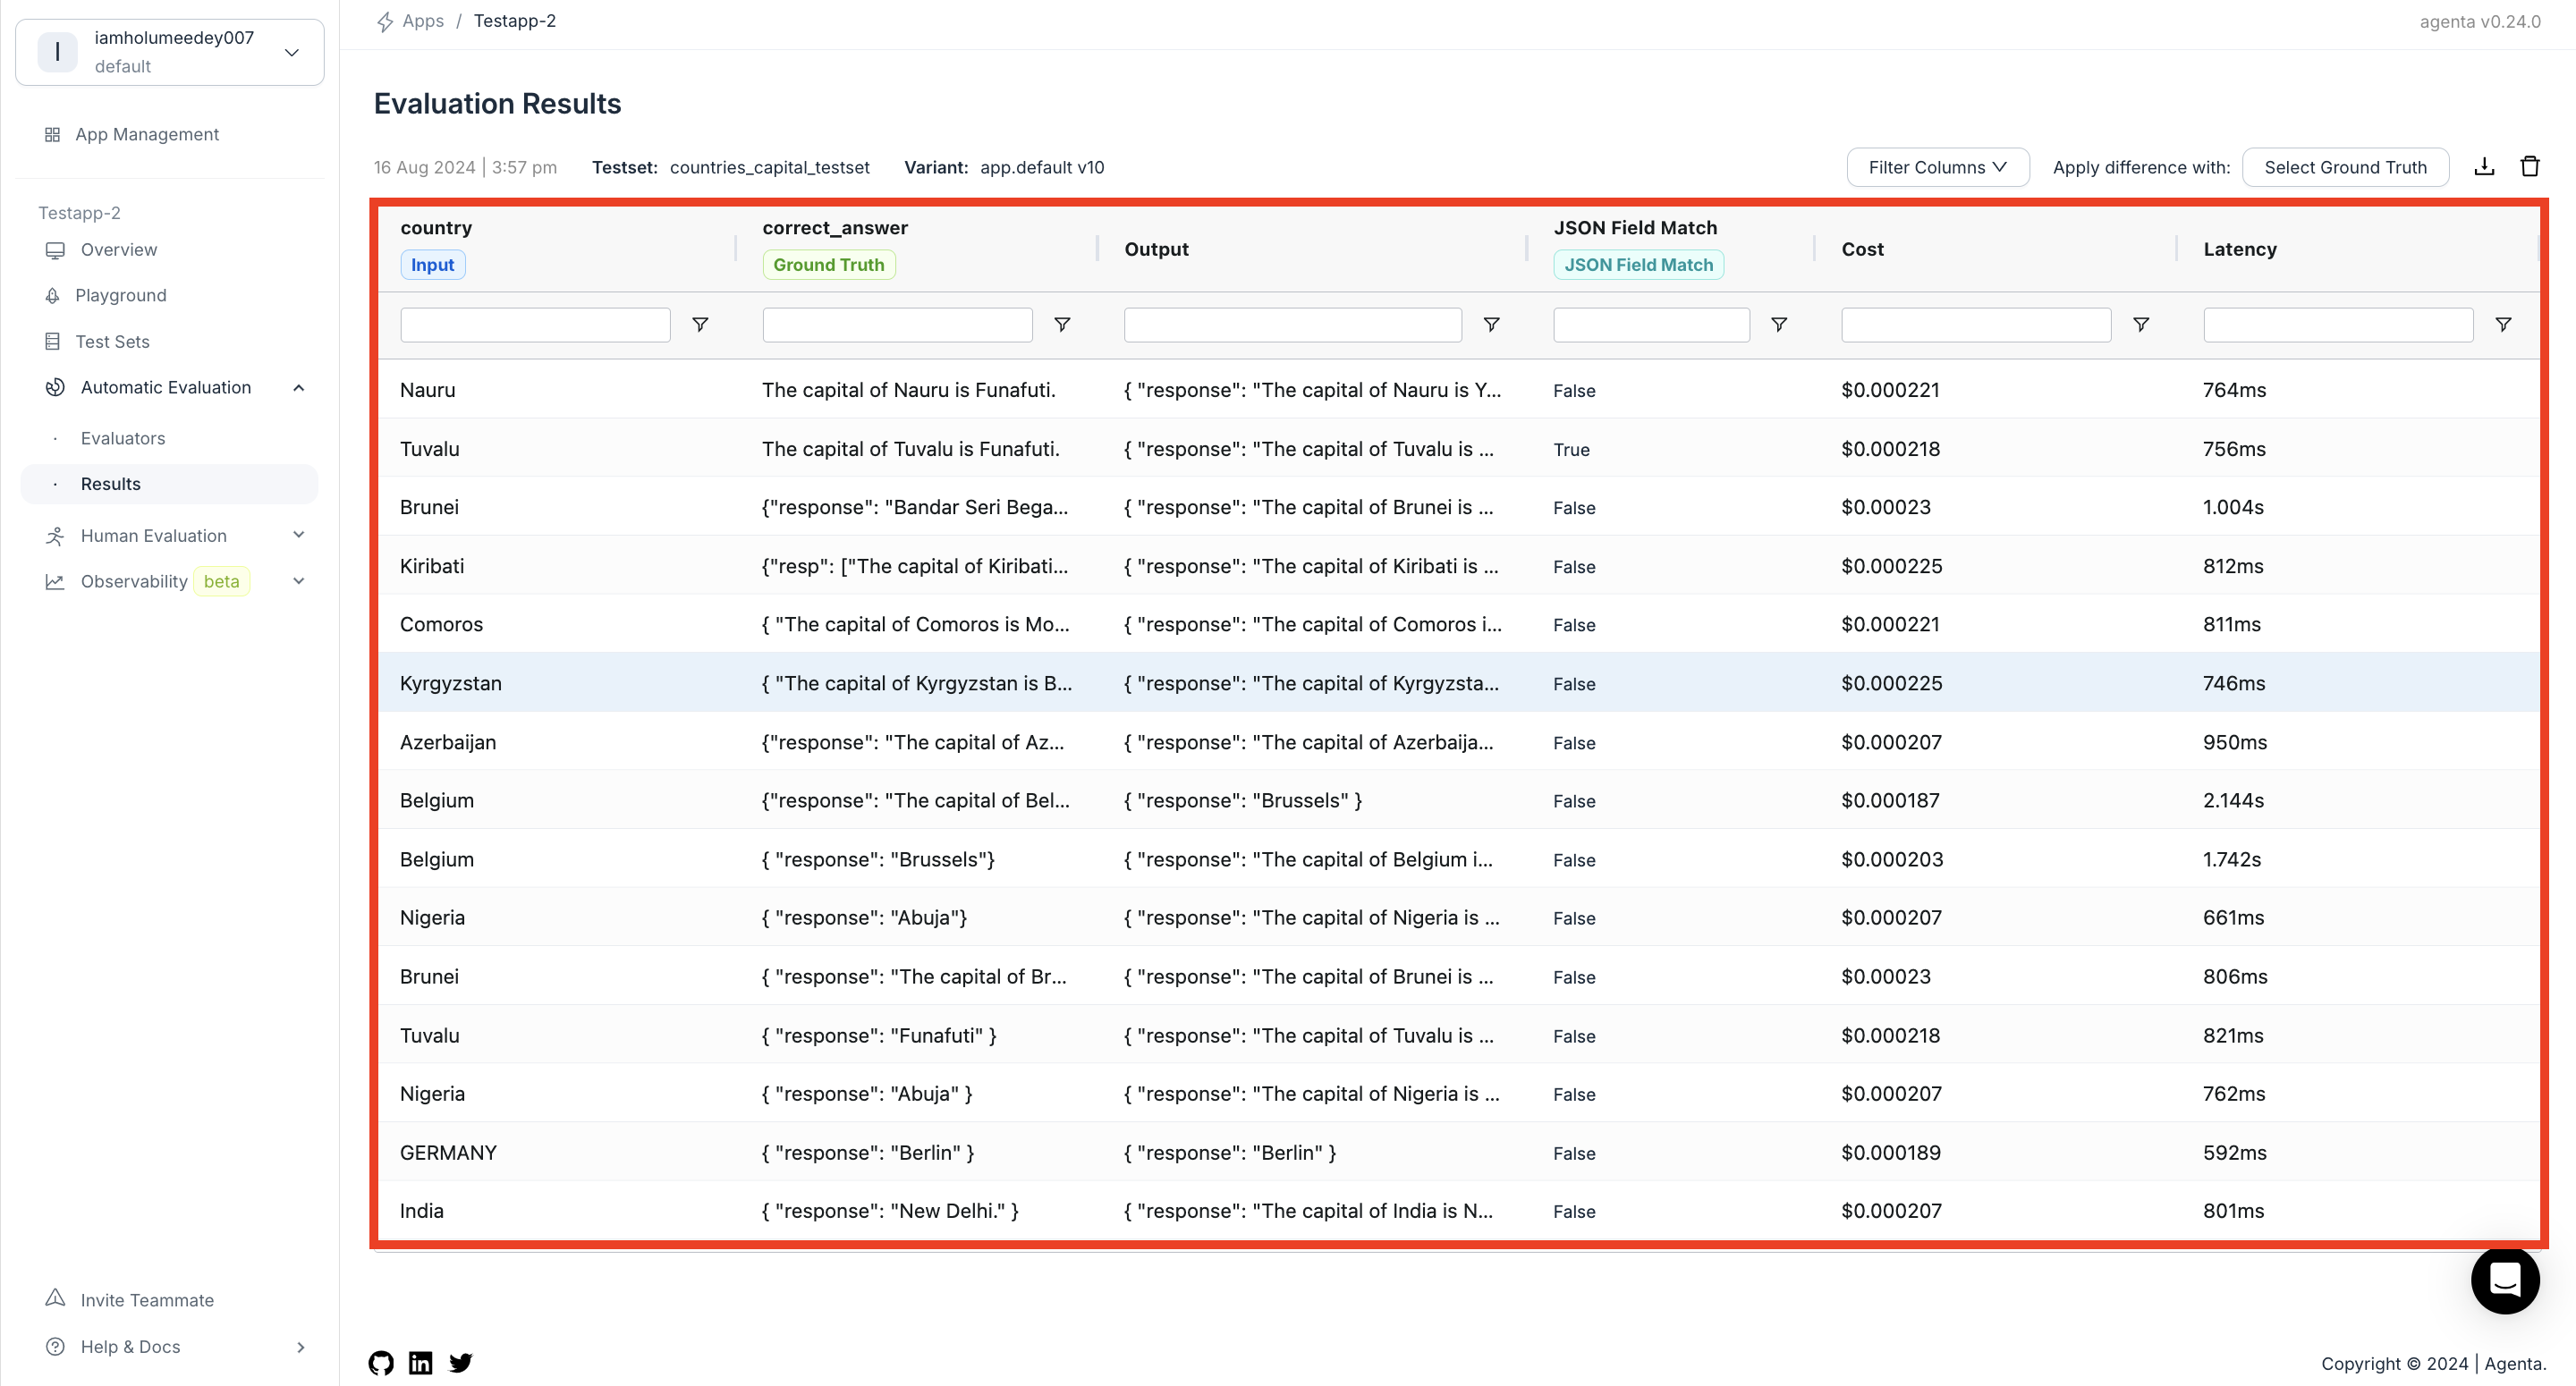 I
iamholumeedey007
default
App Management
Testapp-2
Overview
Playground
Test Sets
Automatic Evaluation
· Evaluators
· Results
Human Evaluation
Observability beta
Invite Teammate
Help & Docs
Apps / Testapp-2
agenta v0.24.0
Evaluation Results
16 Aug 2024 | 3:57 pm Testset: countries_capital_testset Variant: app.default v10 Filter Columns Apply difference with: Select Ground Truth
country correct_answer Output JSON Field Match Cost Latency
Input Ground Truth JSON Field Match
Nauru The capital of Nauru is Funafuti. { "response": "The capital of Nauru is Y... False $0.000221 764ms
Tuvalu The capital of Tuvalu is Funafuti. { "response": "The capital of Tuvalu is ... True $0.000218 756ms
Brunei {"response": "Bandar Seri Bega... { "response": "The capital of Brunei is ... False $0.00023 1.004s
Kiribati {"resp": ["The capital of Kiribati... { "response": "The capital of Kiribati is ... False $0.000225 812ms
Comoros { "The capital of Comoros is Mo... { "response": "The capital of Comoros i... False $0.000221 811ms
Kyrgyzstan { "The capital of Kyrgyzstan is B... { "response": "The capital of Kyrgyzsta... False $0.000225 746ms
Azerbaijan {"response": "The capital of Az... { "response": "The capital of Azerbaija... False $0.000207 950ms
Belgium {"response": "The capital of Bel... { "response": "Brussels" } False $0.000187 2.144s
Belgium { "response": "Brussels"} { "response": "The capital of Belgium i... False $0.000203 1.742s
Nigeria { "response": "Abuja"} { "response": "The capital of Nigeria is ... False $0.000207 661ms
Brunei { "response": "The capital of Br... { "response": "The capital of Brunei is ... False $0.00023 806ms
Tuvalu { "response": "Funafuti" } { "response": "The capital of Tuvalu is ... False $0.000218 821ms
Nigeria { "response": "Abuja" } { "response": "The capital of Nigeria is ... False $0.000207 762ms
GERMANY { "response": "Berlin" } { "response": "Berlin" } False $0.000189 592ms
India { "response": "New Delhi." } { "response": "The capital of India is N... False $0.000207 801ms
in
Copyright © 2024 | Agenta.